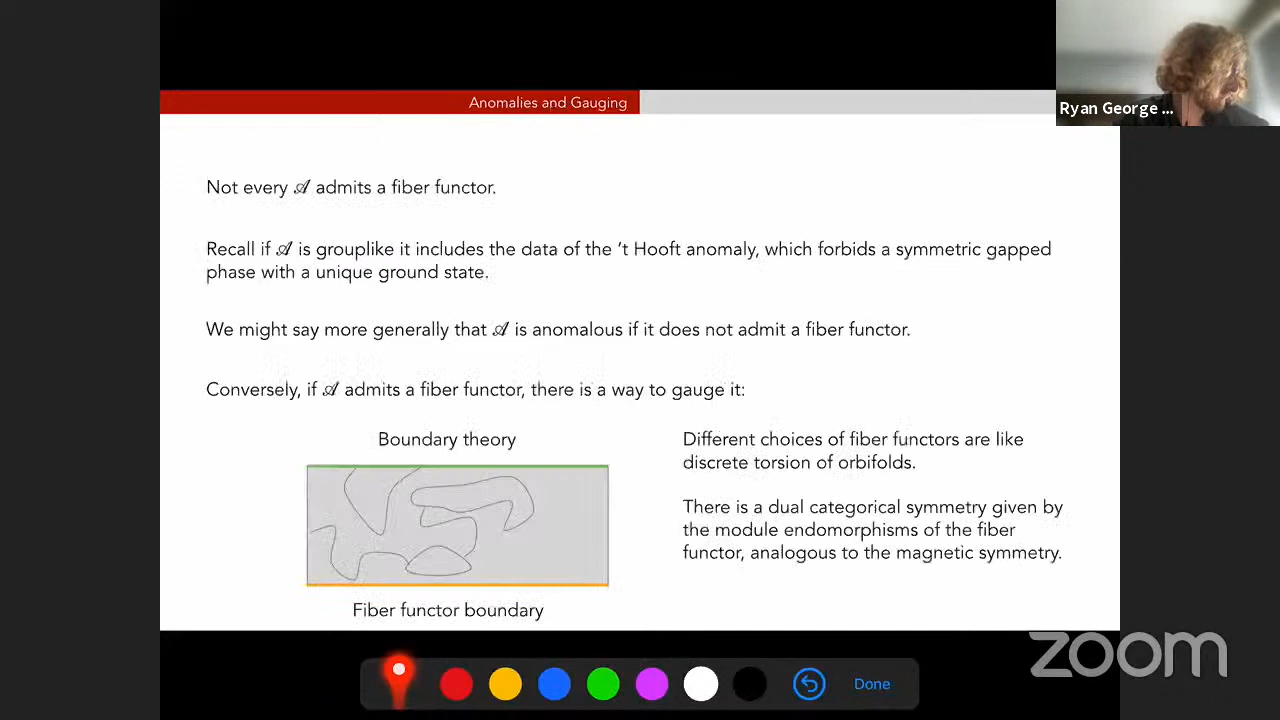 Anomalies and Gauging
Ryan George ...
Not every 𝒜 admits a fiber functor.
Recall if 𝒜 is grouplike it includes the data of the ‘t Hooft anomaly, which forbids a symmetric gapped
phase with a unique ground state.
We might say more generally that 𝒜 is anomalous if it does not admit a fiber functor.
Conversely, if 𝒜 admits a fiber functor, there is a way to gauge it:
Boundary theory
Fiber functor boundary
Different choices of fiber functors are like
discrete torsion of orbifolds.
There is a dual categorical symmetry given by
the module endomorphisms of the fiber
functor, analogous to the magnetic symmetry.
zoom
Done